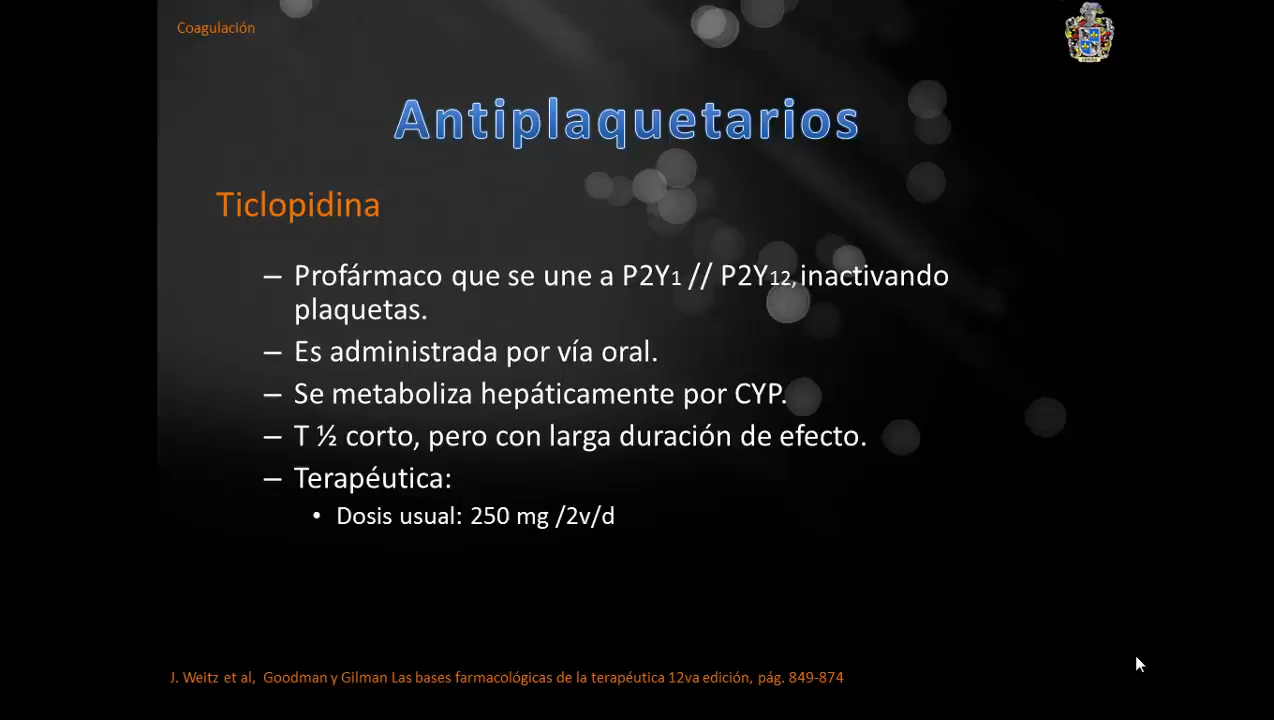 Coagulación
Antiplaquetarios
Ticlopidina
– Profármaco que se une a P2Y1 // P2Y12, inactivando
plaquetas.
– Es administrada por vía oral.
– Se metaboliza hepáticamente por CYP.
– T ½ corto, pero con larga duración de efecto.
– Terapéutica:
• Dosis usual: 250 mg /2v/d
J. Weitz et al, Goodman y Gilman Las bases farmacológicas de la terapéutica 12va edición, pág. 849-874